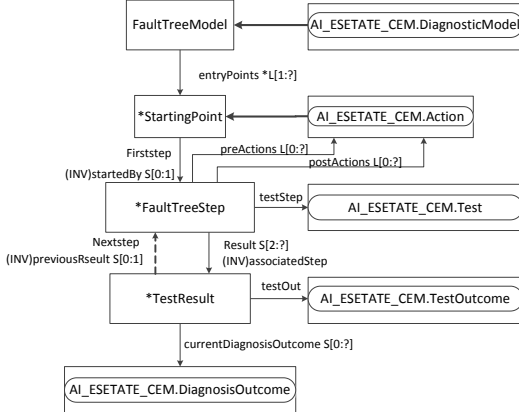 FaultTreeModel
AI_ESETATE_CEM.DiagnosticModel
entryPoints *L[1:?]
*StartingPoint
AI_ESETATE_CEM.Action
Firststep
(INV)startedBy S[0:1]
preActions L[0:?]
postActions L[0:?]
*FaultTreeStep
testStep
AI_ESETATE_CEM.Test
Nextstep
(INV)previousRseult S[0:1]
Result S[2:?]
(INV)associatedStep
*TestResult
testOut
AI_ESETATE_CEM.TestOutcome
currentDiagnosisOutcome S[0:?]
AI_ESETATE_CEM.DiagnosisOutcome